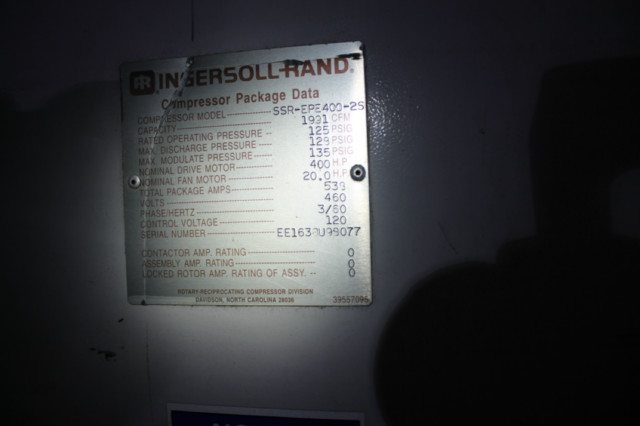 IR INGERSOLL-RAND®
Compressor Package Data
COMPRESSOR MODEL SSR-EPE400-2S
CAPACITY 1991 CFM
RATED OPERATING PRESSURE 125 PSIG
MAX. DISCHARGE PRESSURE 128 PSIG
MAX. MODULATE PRESSURE 135 PSIG
NOMINAL DRIVE MOTOR 400 H.P.
NOMINAL FAN MOTOR 20.0 H.P.
TOTAL PACKAGE AMPS
VOLTS 460
PHASE/HERTZ 3/60
CONTROL VOLTAGE 120
SERIAL NUMBER
CONTACTOR AMP. RATING 0
ASSEMBLY AMP. RATING 0
LOCKED ROTOR AMP. RATING OF ASSY. -- 0
ROTARY-RECIPROCATING COMPRESSOR DIVISION
DAVIDSON, NORTH CAROLINA 28036 39557095